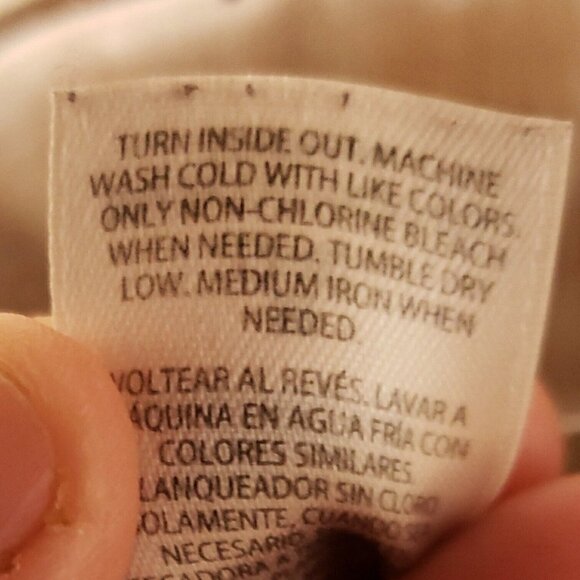 TURN INSIDE OUT. MACHINE
WASH COLD WITH LIKE COLORS.
ONLY NON-CHLORINE BLEACH
WHEN NEEDED. TUMBLE DRY
LOW. MEDIUM IRON WHEN
NEEDED.
VOLTEAR AL REVÉS. LAVAR A
ÁQUINA EN AGUA FRÍA CON
COLORES SIMILARES.
LANQUEADOR SIN CLORO
SOLAMENTE, CUANDO
NECESARIO